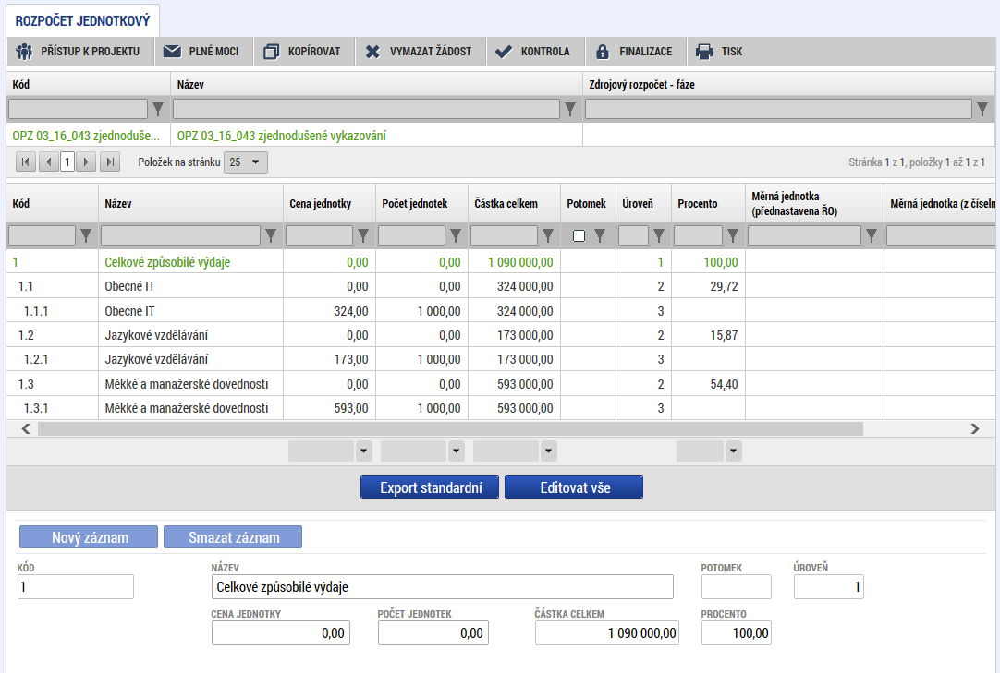 ROZPOČET JEDNOTKOVÝ
PŘÍSTUP K PROJEKTU PLNÉ MOCI KOPÍROVAT VYMAZAT ŽÁDOST KONTROLA FINALIZACE TISK
Kód Název Zdrojový rozpočet - fáze
OPZ 03_16_043 zjednoduše... OPZ 03_16_043 zjednodušené vykazování
1 Položek na stránku 25 Stránka 1 z 1, položky 1 až 1 z 1
Kód Název Cena jednotky Počet jednotek Částka celkem Potomek Úroveň Procento Měrná jednotka (přednastavena ŘO) Měrná jednotka (z číseln
1 Celkové způsobilé výdaje 0,00 0,00 1 090 000,00 1 100,00
1.1 Obecné IT 0,00 0,00 324 000,00 2 29,72
1.1.1 Obecné IT 324,00 1 000,00 324 000,00 3
1.2 Jazykové vzdělávání 0,00 0,00 173 000,00 2 15,87
1.2.1 Jazykové vzdělávání 173,00 1 000,00 173 000,00 3
1.3 Měkké a manažerské dovednosti 0,00 0,00 593 000,00 2 54,40
1.3.1 Měkké a manažerské dovednosti 593,00 1 000,00 593 000,00 3
Export standardní Editovat vše
Nový záznam Smazat záznam
KÓD NÁZEV POTOMEK ÚROVEŇ
1 Celkové způsobilé výdaje 1
CENA JEDNOTKY POČET JEDNOTEK ČÁSTKA CELKEM PROCENTO
0,00 0,00 1 090 000,00 100,00